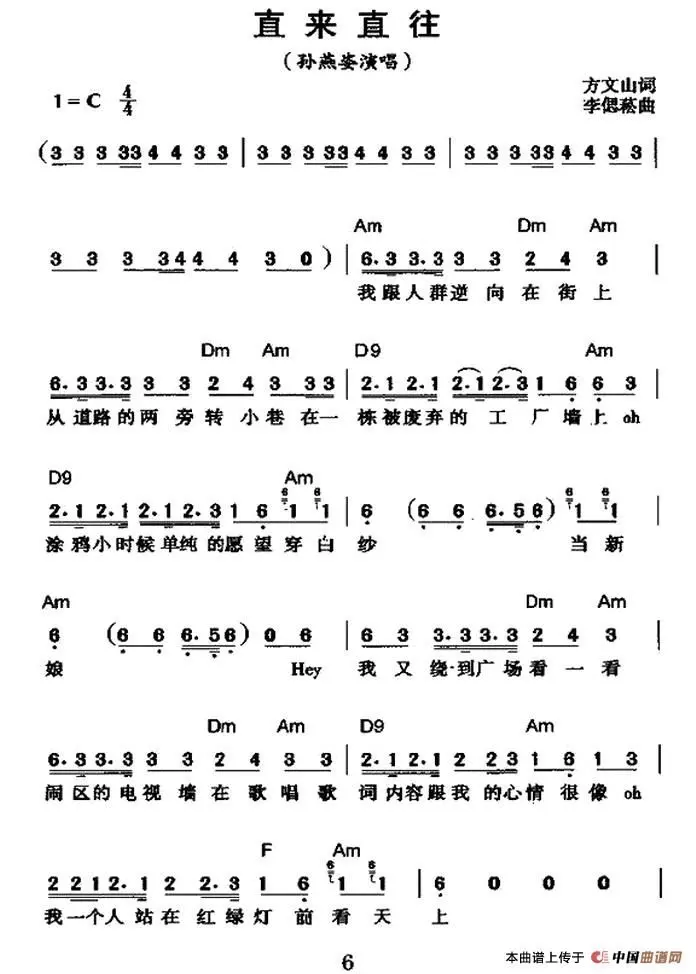 直来直往
（孙燕姿演唱）
方文山词
1=C 4/4
李偲菘曲
(3 3 3 33 4 4 3 3 | 3 3 3 33 4 4 3 3 | 3 3 3 33 4 4 3 3 |
Am Dm Am
3 3 3 34 4 4 3 0 ) | 6.3 3.3 3 3 2 4 3 |
我跟人群逆向在街上
Dm Am D9 Am
6.3 3.3 3 3 2 4 3 33 | 2.1 2.1 2.1 2.3 1 6 6 3
从道路的两旁转小巷在一 栋被废弃的工厂墙上 oh
D9 Am
2.1 2.1 2.1 2.3 1 6 1 1 | 6 (6 6 6.56) 1 1 |
涂鸦小时候单纯的愿望穿白纱 当新
Am Dm Am
6 (6 6 6.56) 0 6 | 6 3 3.3 3.3 2 4 3 |
娘 Hey 我又绕到广场看一看
Dm Am D9 Am
6.3 3.3 3 3 2 4 3 3 | 2.1 2.1 2 23 1 6 1 3 |
闹区的电视墙在歌唱歌 词内容跟我的心情很像 oh
F Am
2 2 1 2.1 2 2.3 1 6 1 1 | 6 0 0 0 |
我一个人站在红绿灯前看天上
6
本曲谱上传于 中国曲谱网